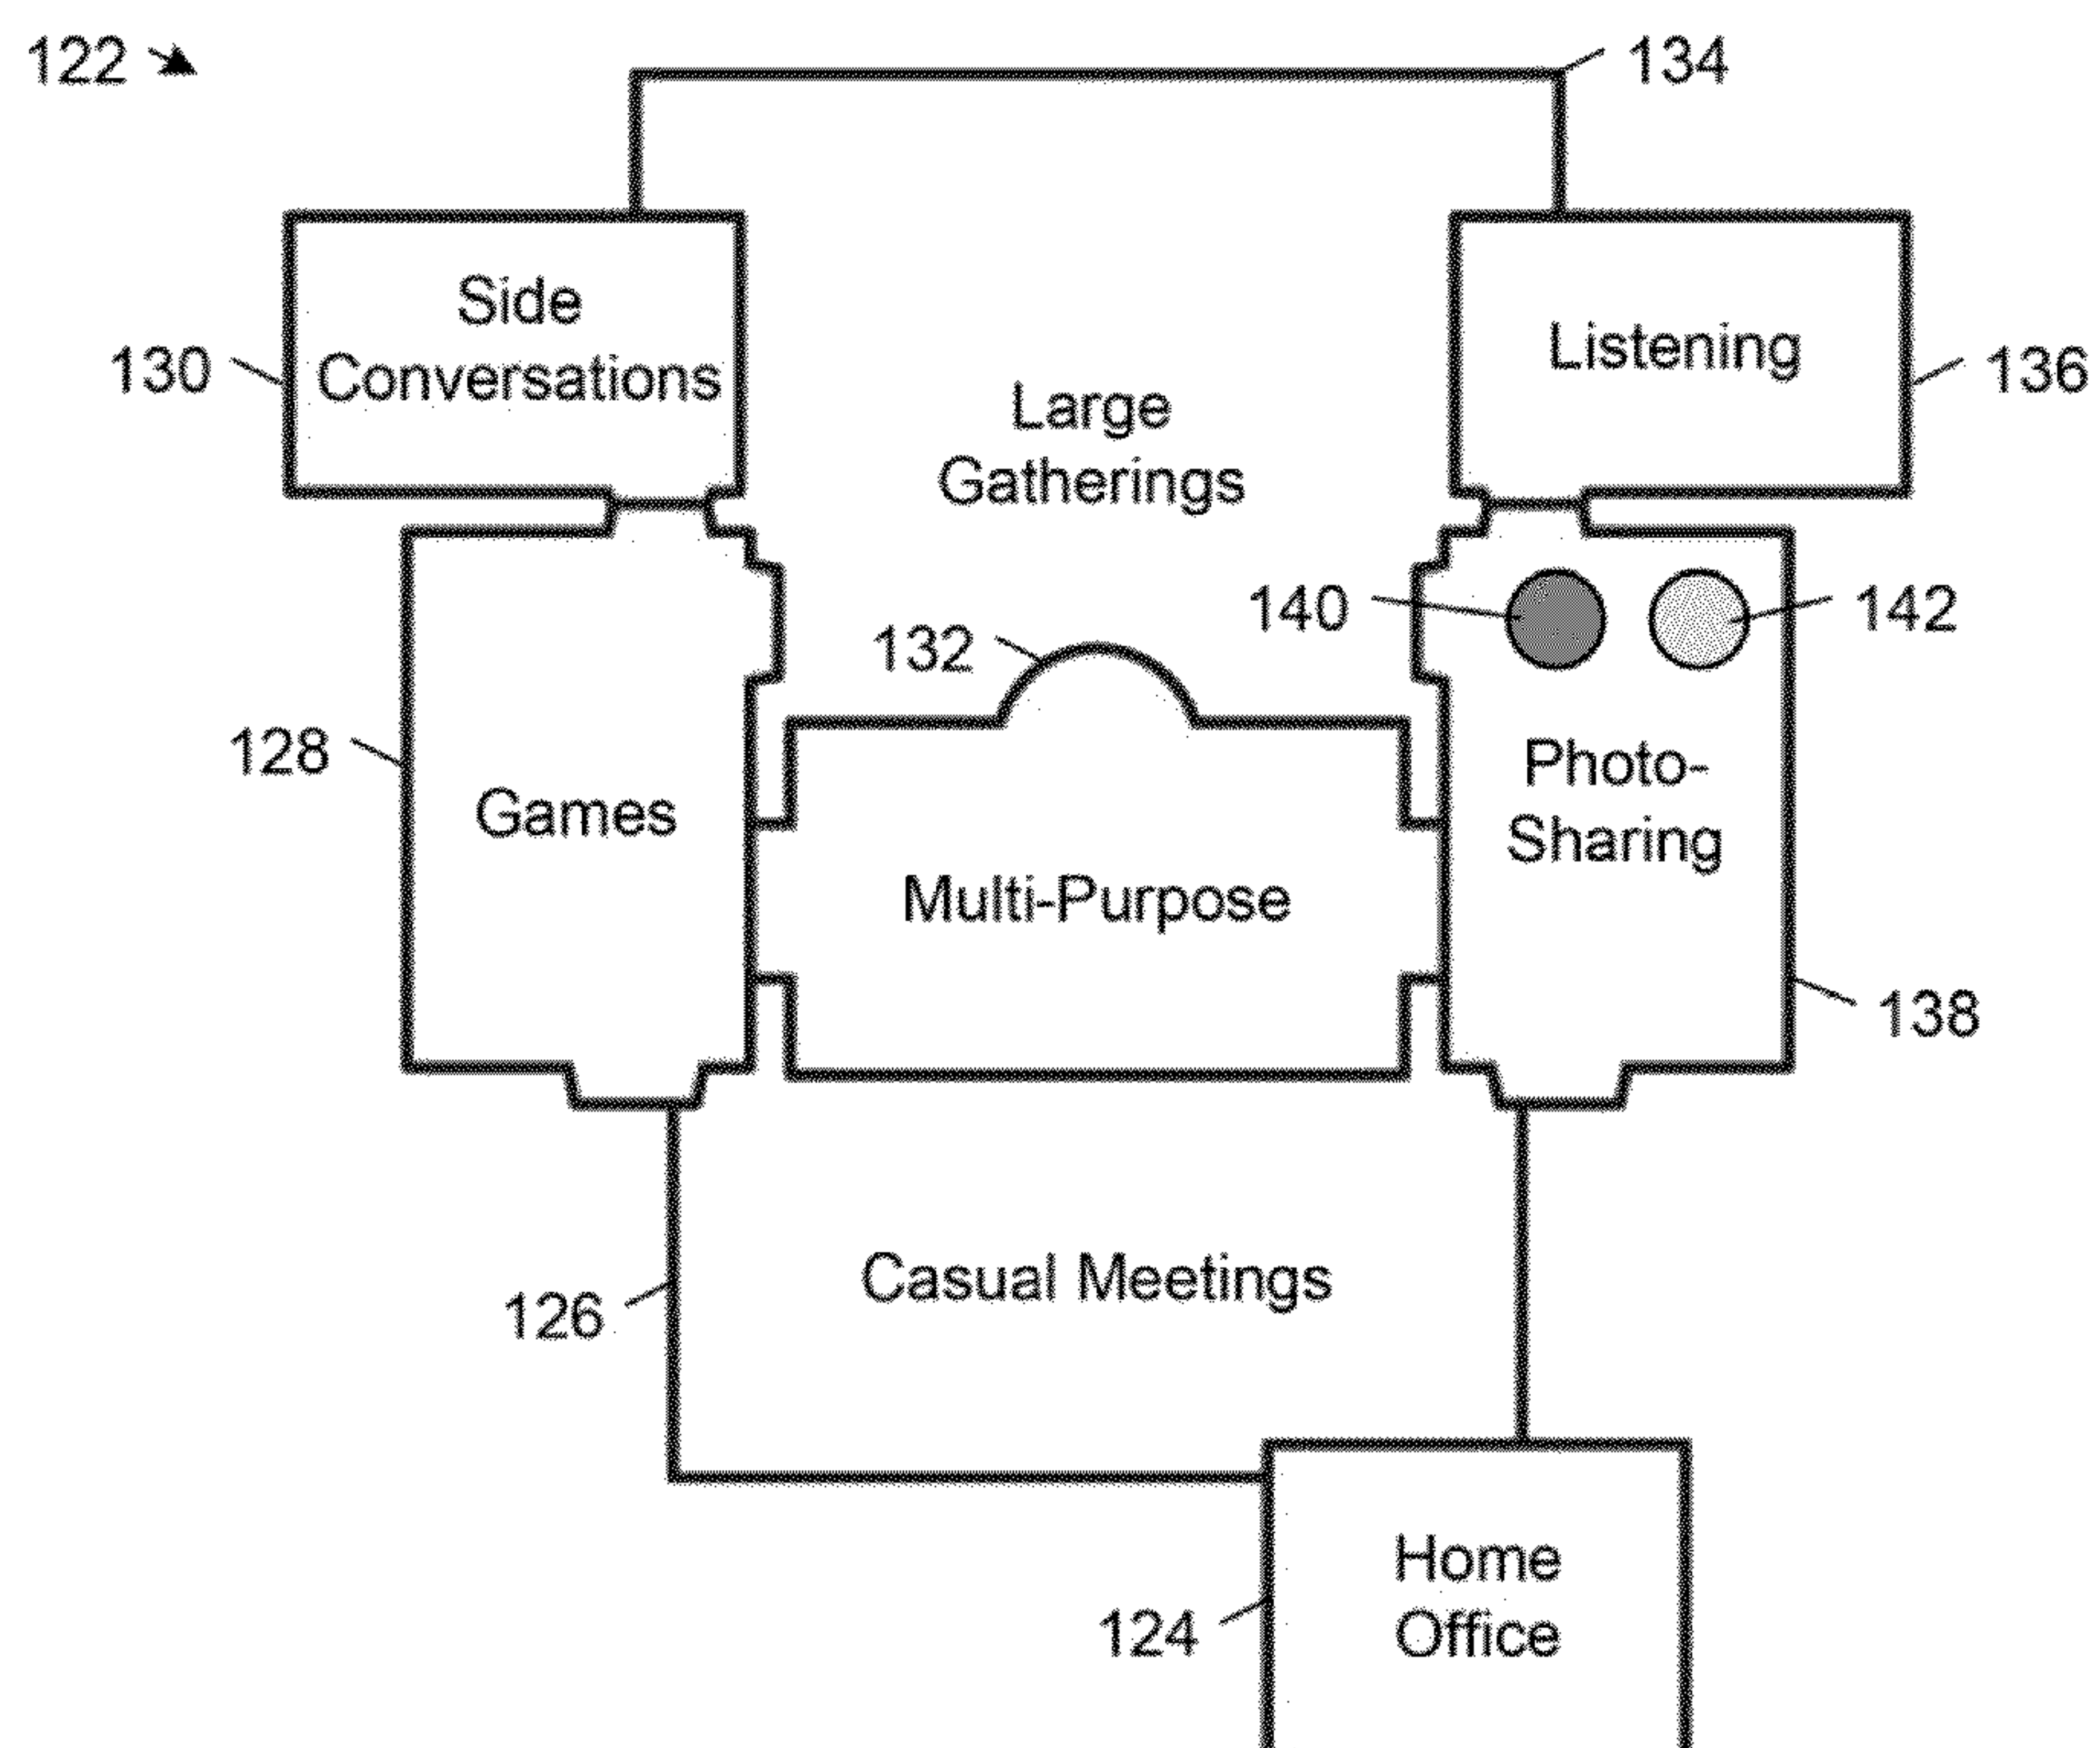 122
134
Side
Conversations
130
Listening
136
Large
Gatherings
140
142
132
128
Games
Photo-
Sharing
Multi-Purpose
138
Casual Meetings
126
Home
Office
124